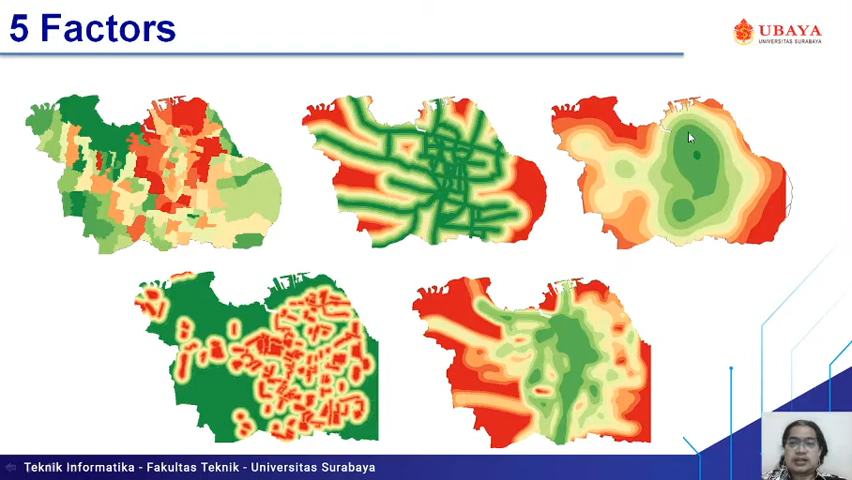 5 Factors
UBAYA
UNIVERSITAS SURABAYA
Teknik Informatika - Fakultas Teknik - Universitas Surabaya